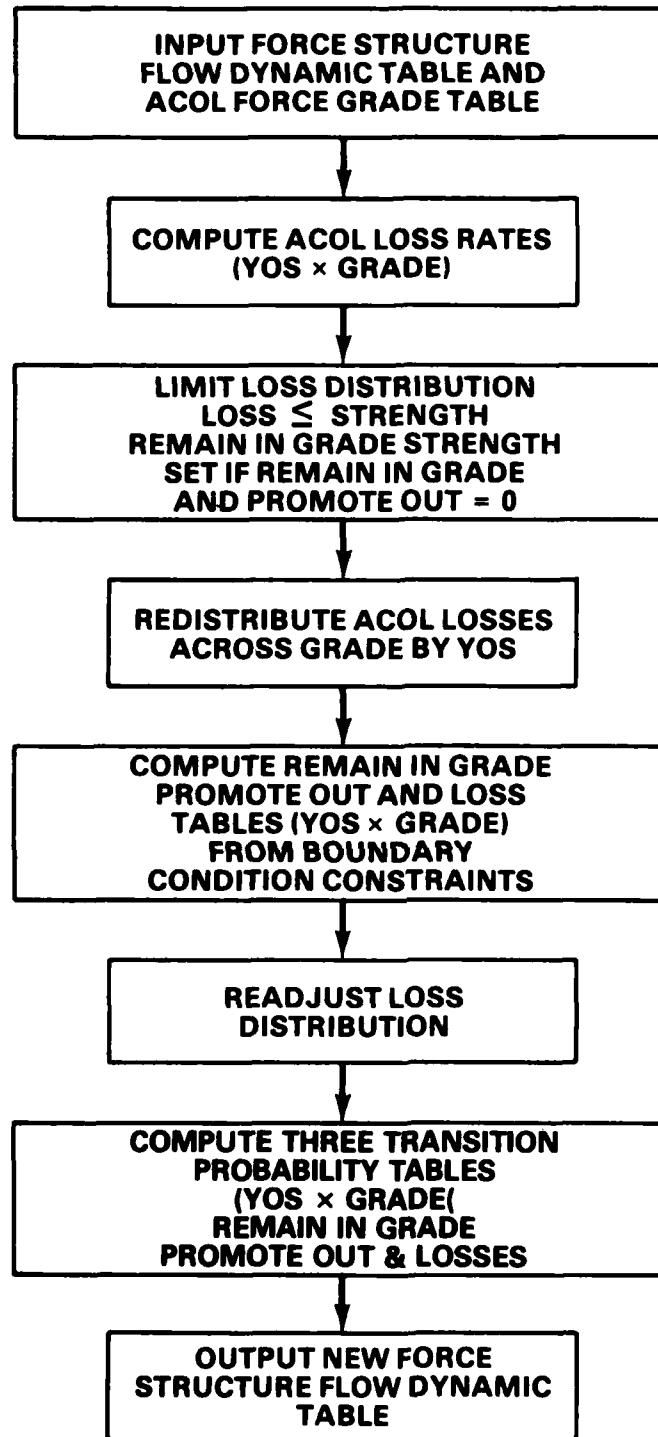 INPUT FORCE STRUCTURE
FLOW DYNAMIC TABLE AND
ACOL FORCE GRADE TABLE
COMPUTE ACOL LOSS RATES
(YOS × GRADE)
LIMIT LOSS DISTRIBUTION
LOSS ≤ STRENGTH
REMAIN IN GRADE STRENGTH
SET IF REMAIN IN GRADE
AND PROMOTE OUT = 0
REDISTRIBUTE ACOL LOSSES
ACROSS GRADE BY YOS
COMPUTE REMAIN IN GRADE
PROMOTE OUT AND LOSS
TABLES (YOS × GRADE)
FROM BOUNDARY
CONDITION CONSTRAINTS
READJUST LOSS
DISTRIBUTION
COMPUTE THREE TRANSITION
PROBABILITY TABLES
(YOS × GRADE(
REMAIN IN GRADE
PROMOTE OUT & LOSSES
OUTPUT NEW FORCE
STRUCTURE FLOW DYNAMIC
TABLE